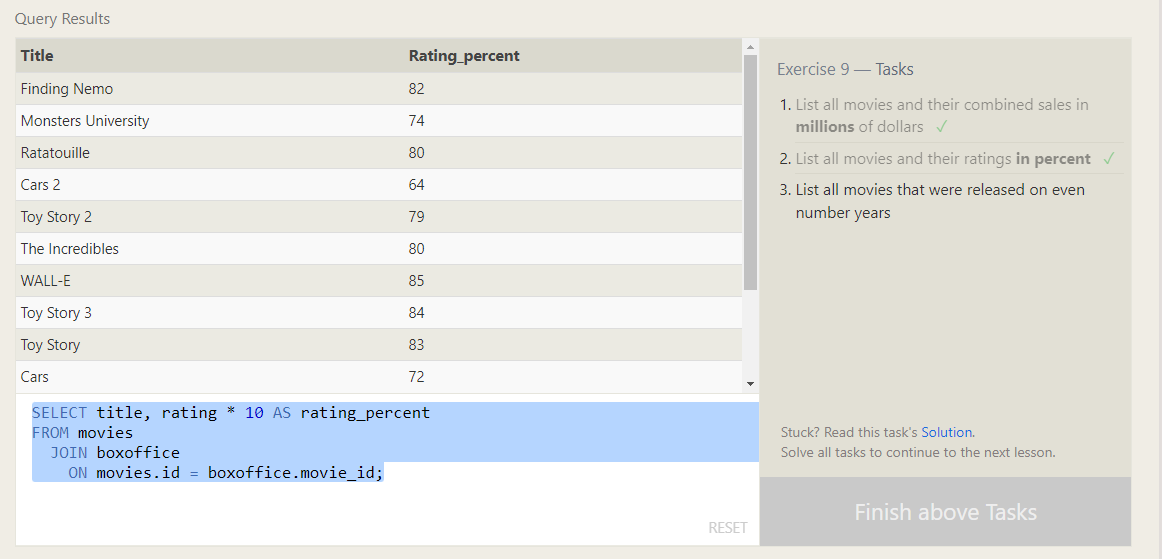 Query Results
Title Rating_percent
Finding Nemo 82
Monsters University 74
Ratatouille 80
Cars 2 64
Toy Story 2 79
The Incredibles 80
WALL-E 85
Toy Story 3 84
Toy Story 83
Cars 72
SELECT title, rating * 10 AS rating_percent
FROM movies
JOIN boxoffice
ON movies.id = boxoffice.movie_id;
RESET
Exercise 9 — Tasks
1. List all movies and their combined sales in
millions of dollars ✓
2. List all movies and their ratings in percent ✓
3. List all movies that were released on even
number years
Stuck? Read this task's Solution.
Solve all tasks to continue to the next lesson.
Finish above Tasks